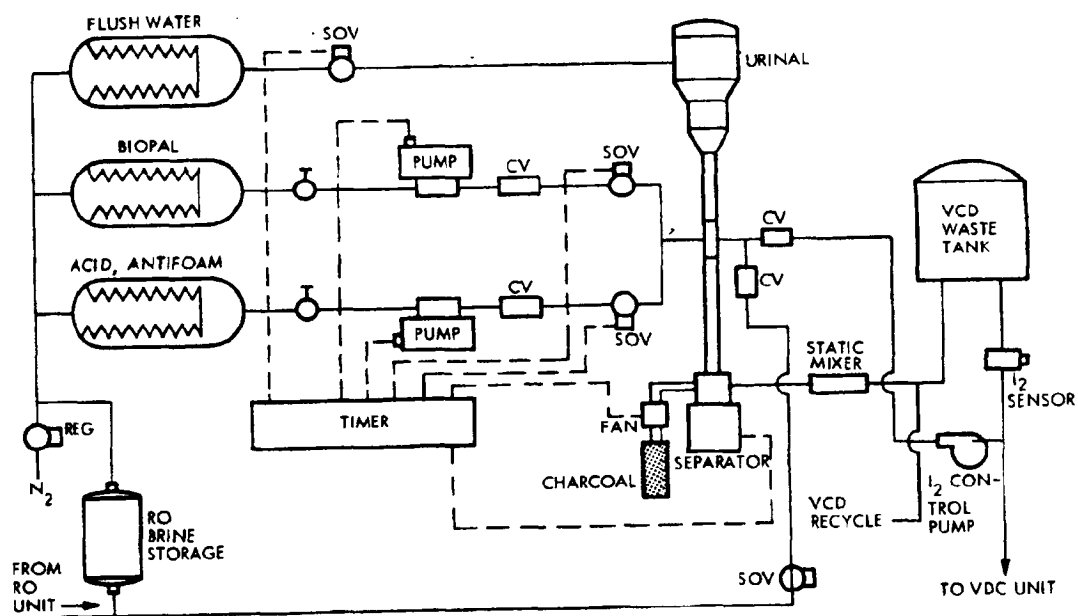 FLUSH WATER
SOV
URINAL
BIOPAL
PUMP
CV
SOV
VCD
WASTE
TANK
CV
ACID, ANTIFOAM
CV
CV
PUMP
SOV
STATIC
MIXER
I2
SENSOR
TIMER
FAN
REG
SEPARATOR
CHARCOAL
N2
I2 CON-
TROL
PUMP
VCD
RECYCLE
RO
BRINE
STORAGE
FROM
RO
UNIT
SOV
TO VDC UNIT